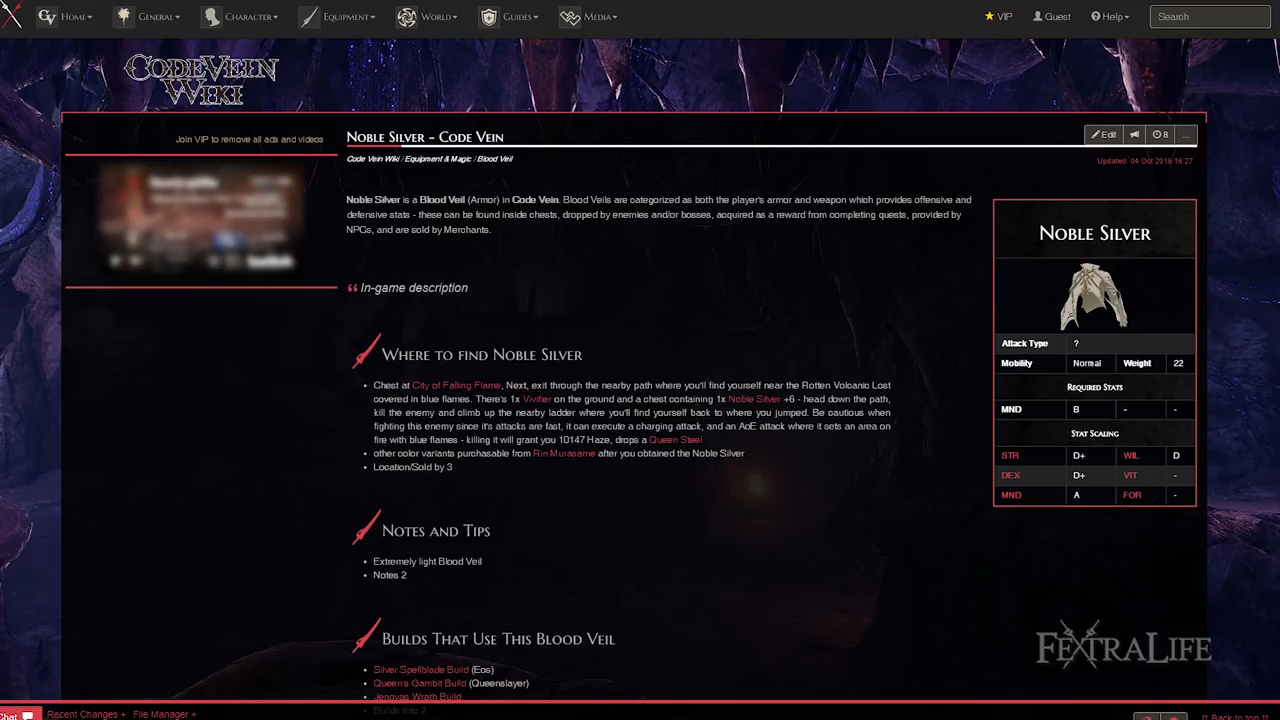 Home
General
Character
Equipment
World
Guides
Media
VIP
Guest
Help
Search
Code Vein
Wiki
Join VIP to remove all ads and videos
Noble Silver - Code Vein
Edit
8
...
Code Vein Wiki / Equipment & Magic / Blood Veil
Updated: 04 Oct 2019 16:27
Noble Silver is a Blood Veil (Armor) in Code Vein. Blood Veils are categorized as both the player's armor and weapon which provides offensive and
defensive stats - these can be found inside chests, dropped by enemies and/or bosses, acquired as a reward from completing quests, provided by
NPCs, and are sold by Merchants.
In-game description
Where to find Noble Silver
• Chest at City of Falling Flame, Next, exit through the nearby path where you'll find yourself near the Rotten Volcanic Lost
covered in blue flames. There's 1x Vivifier on the ground and a chest containing 1x Noble Silver +6 - head down the path,
kill the enemy and climb up the nearby ladder where you'll find yourself back to where you jumped. Be cautious when
fighting this enemy since it's attacks are fast, it can execute a charging attack, and an AoE attack where it sets an area on
fire with blue flames - killing it will grant you 10147 Haze, drops a Queen Steel
• other color variants purchasable from Rin Murasame after you obtained the Noble Silver
• Location/Sold by 3
Notes and Tips
• Extremely light Blood Veil
• Notes 2
Builds That Use This Blood Veil
• Silver Spellblade Build (Eos)
• Queen's Gambit Build (Queenslayer)
• Jenovas Wrath Build
• Builds Info 2
Noble Silver
Attack Type ?
Mobility Normal Weight 22
Required Stats
MND B - -
Stat Scaling
STR D+ WIL D
DEX D+ VIT -
MND A FOR -
FextraLife
Chat
Recent Changes +
File Manager +
!! Back to top !!